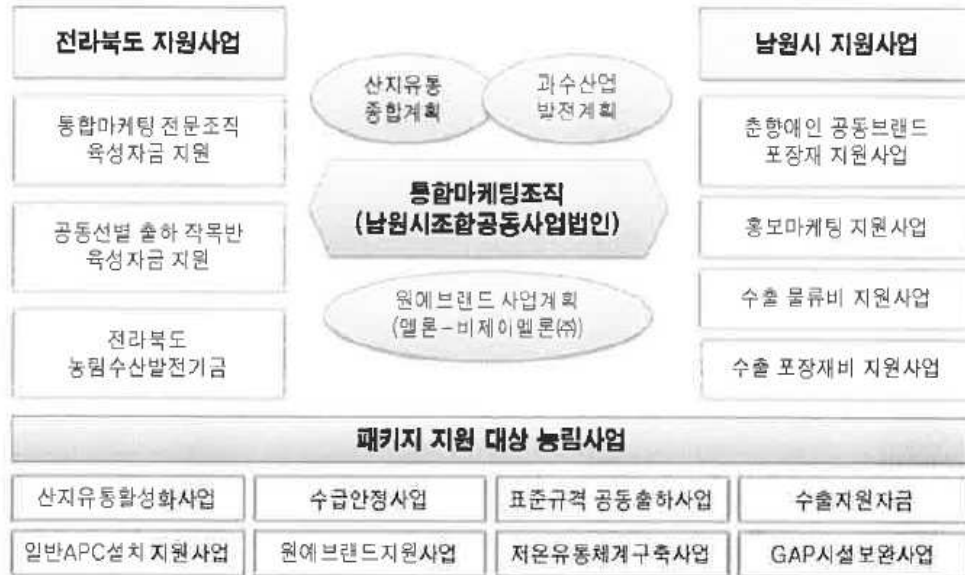 전라북도 지원사업
통합마케팅 전문조직
육성자금 지원
공동선별 출하 작목반
육성자금 지원
전라북도
농림수산발전기금
산지유통
종합계획
과수산업
발전계획
통합마케팅조직
(남원시조합공동사업법인)
원예브랜드 사업계획
(멜론-비제이멜론㈜)
남원시 지원사업
춘향애인 공동브랜드
포장재 지원사업
홍보마케팅 지원사업
수출 물류비 지원사업
수출 포장재비 지원사업
패키지 지원 대상 농림사업
산지유통활성화사업
수급안정사업
표준규격 공동출하사업
수출지원자금
일반APC설치 지원사업
원예브랜드지원사업
저온유통체계구축사업
GAP시설보완사업